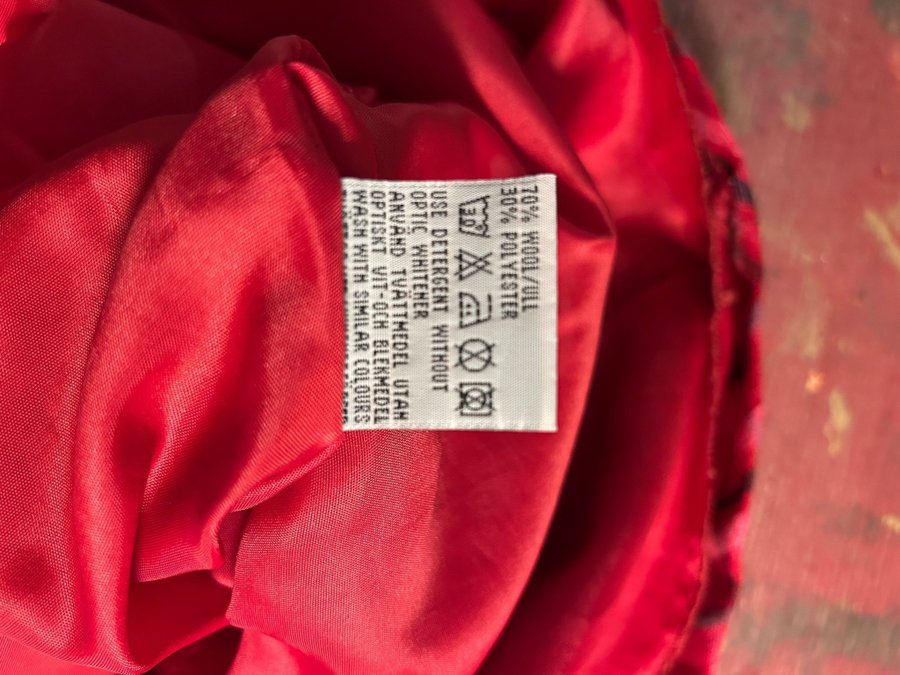 70% WOOL/ULL
30% POLYESTER
30
USE DETERGENT WITHOUT
OPTIC WHITENER
ANVÄND TVÄTTMEDEL UTAN
OPTISKT VIT-OCH BLEKMEDEL
WASH WITH SIMILAR COLOURS